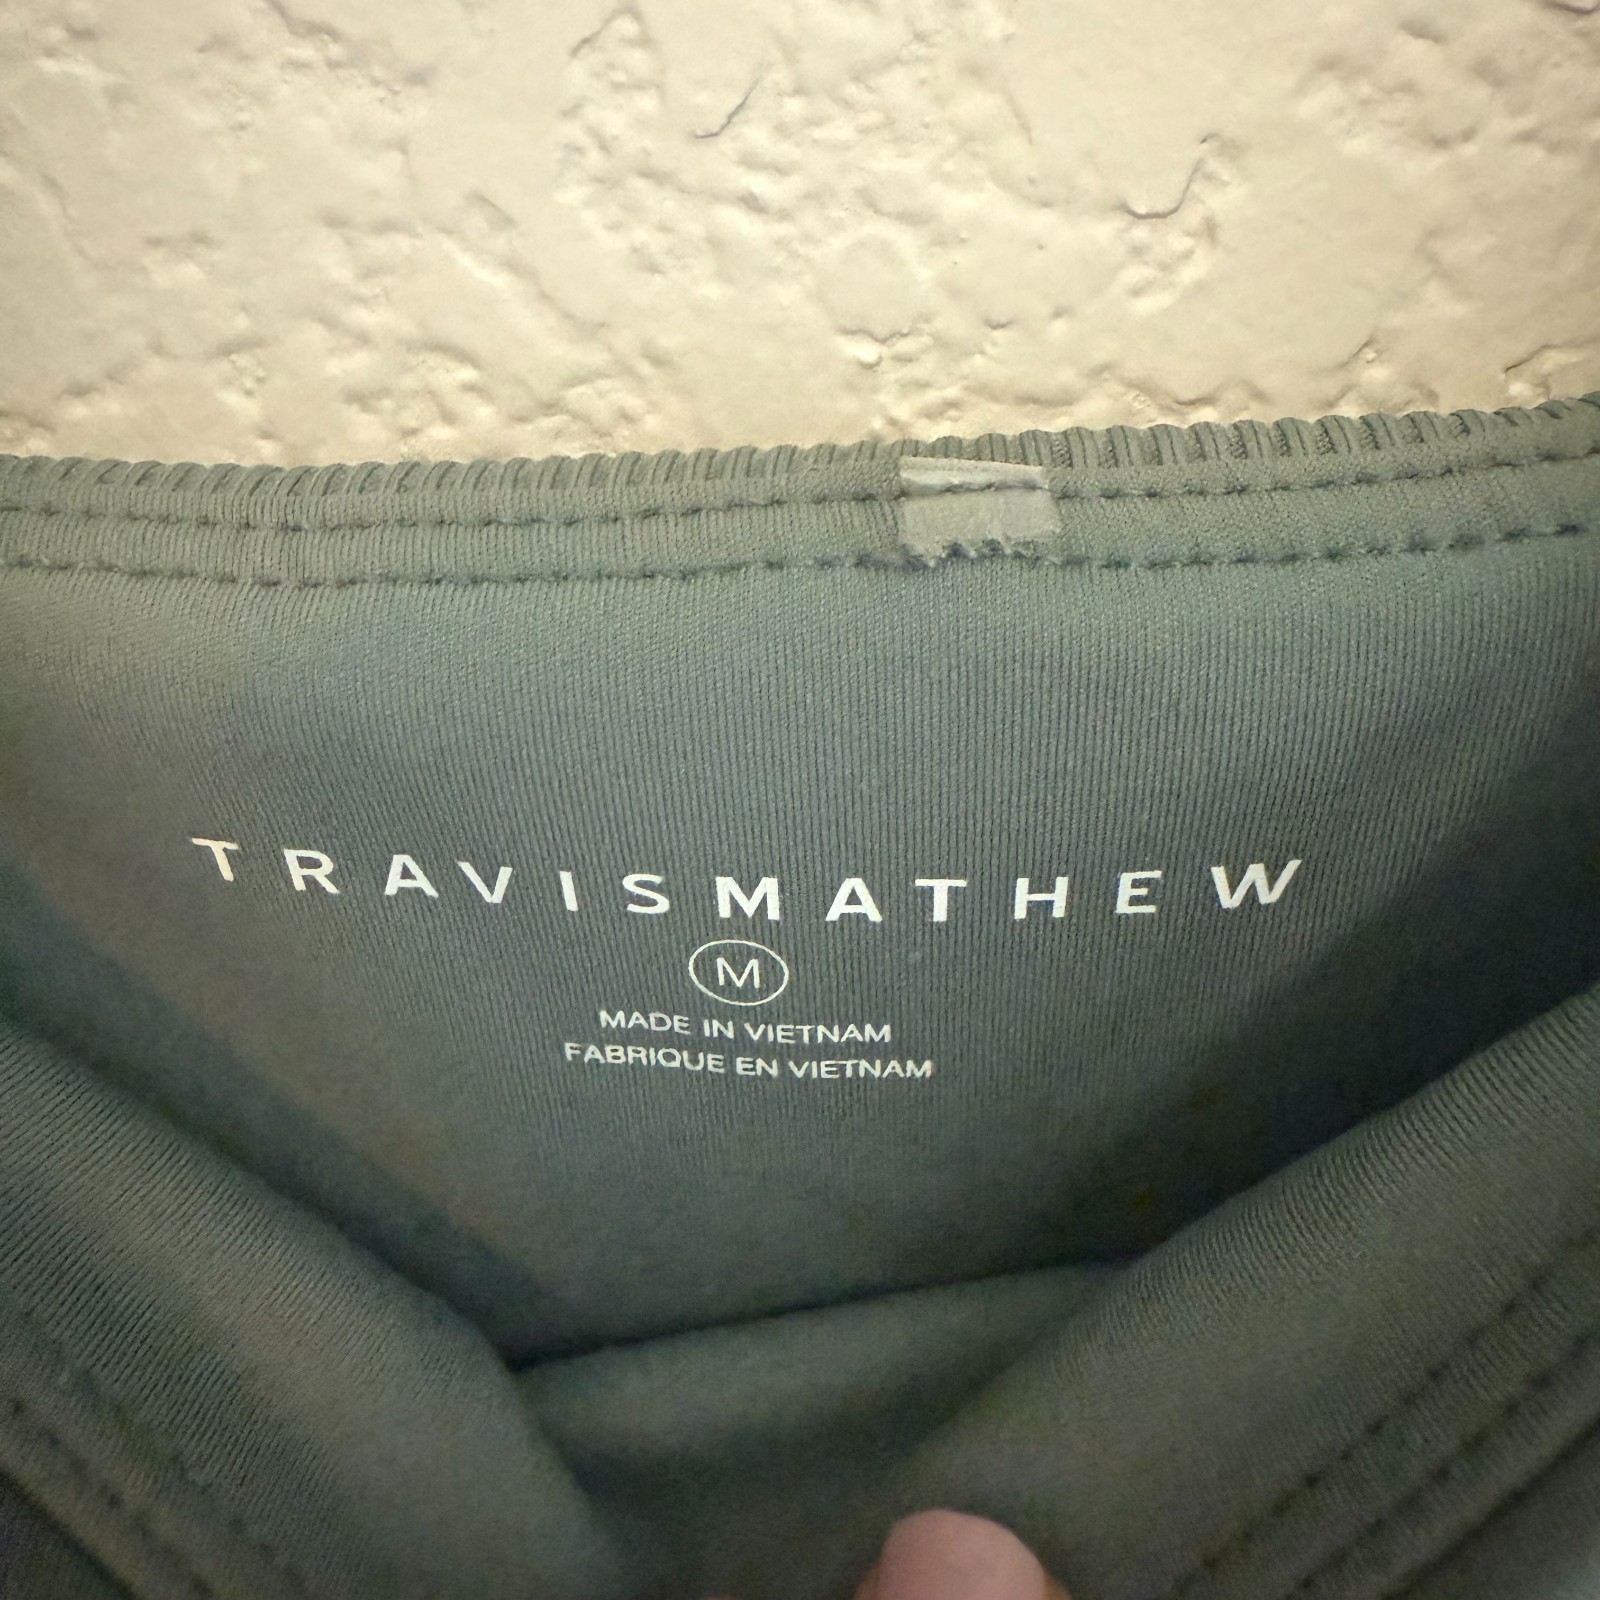 TRAVISMATHEW
M
MADE IN VIETNAM
FABRIQUE EN VIETNAM